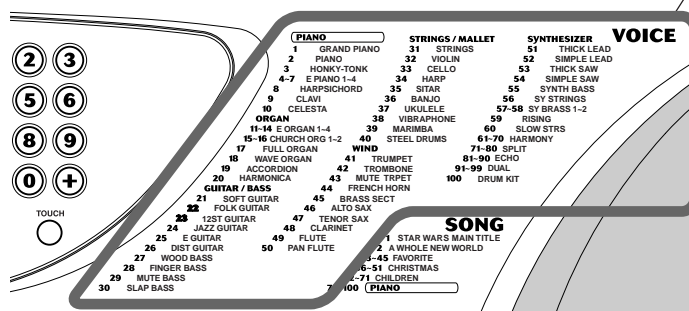 2 3
5 6
8 9
0 +
TOUCH
VOICE
PIANO
1 GRAND PIANO
2 PIANO
3 HONKY-TONK
4~7 E PIANO 1~4
8 HARPSICHORD
9 CLAVI
10 CELESTA
ORGAN
11~14 E ORGAN 1~4
15~16 CHURCH ORG 1~2
17 FULL ORGAN
18 WAVE ORGAN
19 ACCORDION
20 HARMONICA
GUITAR / BASS
21 SOFT GUITAR
22 FOLK GUITAR
23 12ST GUITAR
24 JAZZ GUITAR
25 E GUITAR
26 DIST GUITAR
27 WOOD BASS
28 FINGER BASS
29 MUTE BASS
30 SLAP BASS
STRINGS / MALLET
31 STRINGS
32 VIOLIN
33 CELLO
34 HARP
35 SITAR
36 BANJO
37 UKULELE
38 VIBRAPHONE
39 MARIMBA
40 STEEL DRUMS
WIND
41 TRUMPET
42 TROMBONE
43 MUTE TRPET
44 FRENCH HORN
45 BRASS SECT
46 ALTO SAX
47 TENOR SAX
48 CLARINET
49 FLUTE
50 PAN FLUTE
SYNTHESIZER
51 THICK LEAD
52 SIMPLE LEAD
53 THICK SAW
54 SIMPLE SAW
55 SYNTH BASS
56 SY STRINGS
57~58 SY BRASS 1~2
59 RISING
60 SLOW STRS
61~70 HARMONY
71~80 SPLIT
81~90 ECHO
91~99 DUAL
100 DRUM KIT
SONG
1 STAR WARS MAIN TITLE
2 A WHOLE NEW WORLD
~45 FAVORITE
~51 CHRISTMAS
~71 CHILDREN
100 PIANO